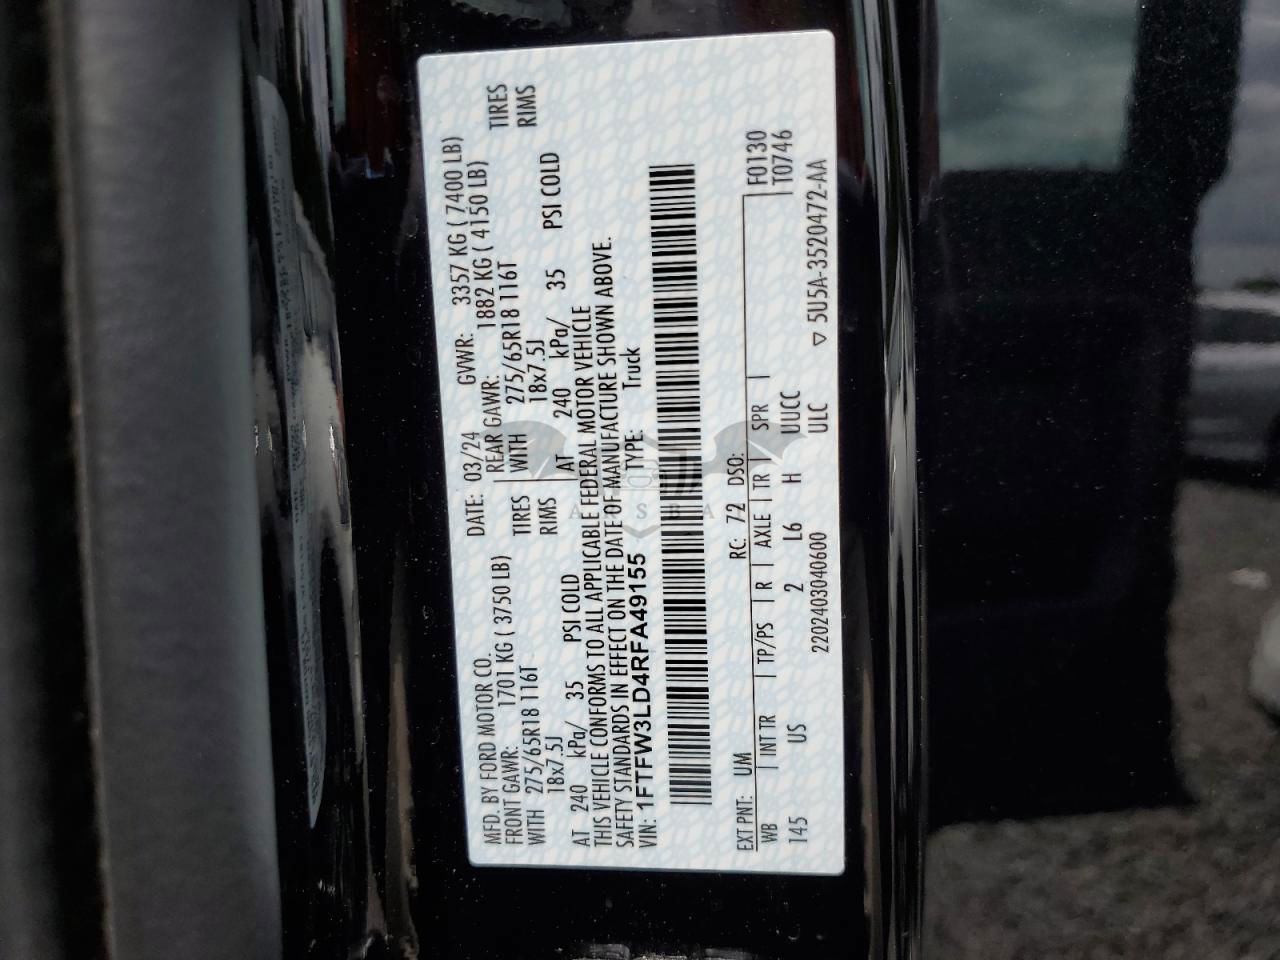 MFD. BY FORD MOTOR CO. DATE: 03/24 GVWR: 3357 KG ( 7400 LB)
FRONT GAWR: 1701 KG ( 3750 LB) REAR GAWR: 1882 KG ( 4150 LB)
WITH 275/65R18 116T TIRES WITH 275/65R18 116T TIRES
18x7.5J RIMS 18x7.5J RIMS
AT 240 kPa/ 35 PSI COLD AT 240 kPa/ 35 PSI COLD
THIS VEHICLE CONFORMS TO ALL APPLICABLE FEDERAL MOTOR VEHICLE
SAFETY STANDARDS IN EFFECT ON THE DATE OF MANUFACTURE SHOWN ABOVE.
VIN: 1FTFW3LD4RFA49155 TYPE: Truck
EXT PNT: UM RC: 72 DSO: F0130
WB INT TR TP/PS R AXLE TR SPR T0746
145 US 2 L6 H UUCC
2202403040600 ULC ▽ 5U5A-3520472-AA